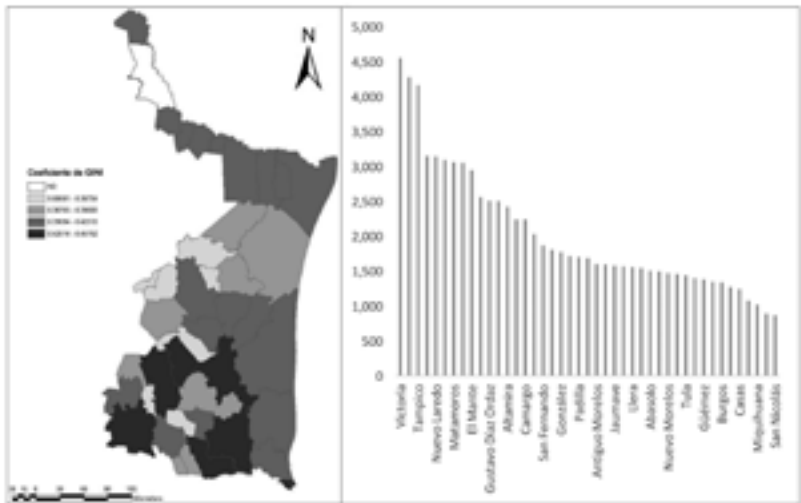 N
Coeficiente de GINI
5,000
4,500
4,000
3,500
3,000
2,500
2,000
1,500
1,000
500
0
Victoria
Tampico
Nuevo Laredo
Matamoros
El Mante
Gustavo Díaz Ordaz
Altamira
Camargo
San Fernando
González
Padilla
Antiguo Morelos
Jaumave
Llera
Abasolo
Nuevo Morelos
Tula
Güémez
Burgos
Casas
Miquihuana
San Nicolás